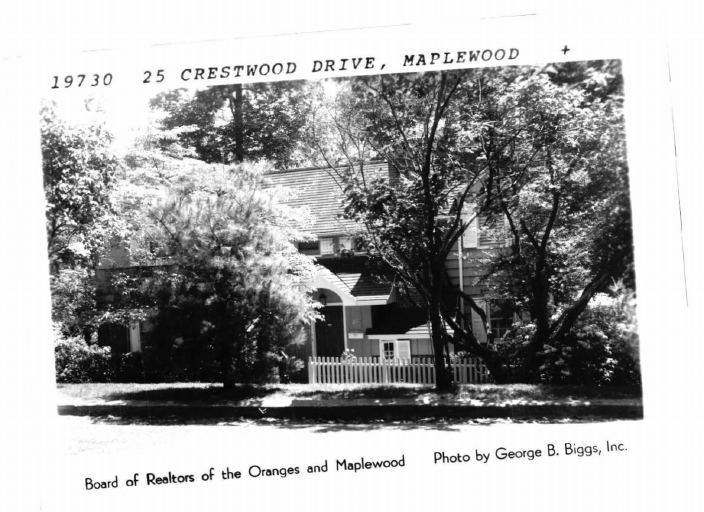 19730 25 CRESTWOOD DRIVE, MAPLEWOOD +
Board of Realtors of the Oranges and Maplewood Photo by George B. Biggs, Inc.